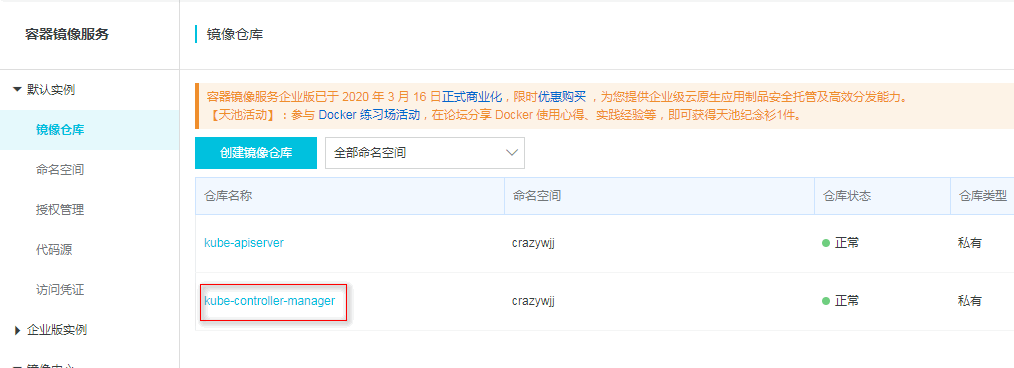 容器镜像服务
镜像仓库
默认实例
镜像仓库
命名空间
授权管理
代码源
访问凭证
企业版实例
镜像中心
容器镜像服务企业版已于 2020 年 3 月 16 日正式商业化，限时优惠购买 ，为您提供企业级云原生应用制品安全托管及高效分发能力。
【天池活动】：参与 Docker 练习场活动，在论坛分享 Docker 使用心得、实践经验等，即可获得天池纪念衫1件。
创建镜像仓库 全部命名空间
仓库名称 命名空间 仓库状态 仓库类型
kube-apiserver crazywjj 正常 私有
kube-controller-manager crazywjj 正常 私有